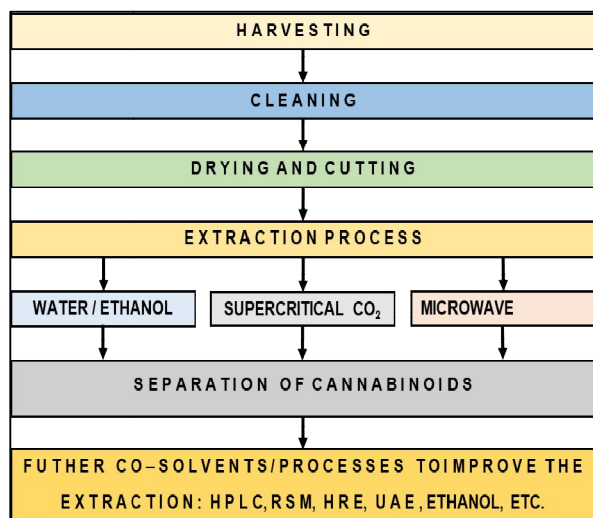 HARVESTING
CLEANING
DRYING AND CUTTING
EXTRACTION PROCESS
WATER / ETHANOL SUPERCRITICAL CO₂ MICROWAVE
SEPARATION OF CANNABINOIDS
FUTHER CO–SOLVENTS/PROCESSES TOIMPROVE THE
EXTRACTION: HPLC, RSM, HRE, UAE, ETHANOL, ETC.